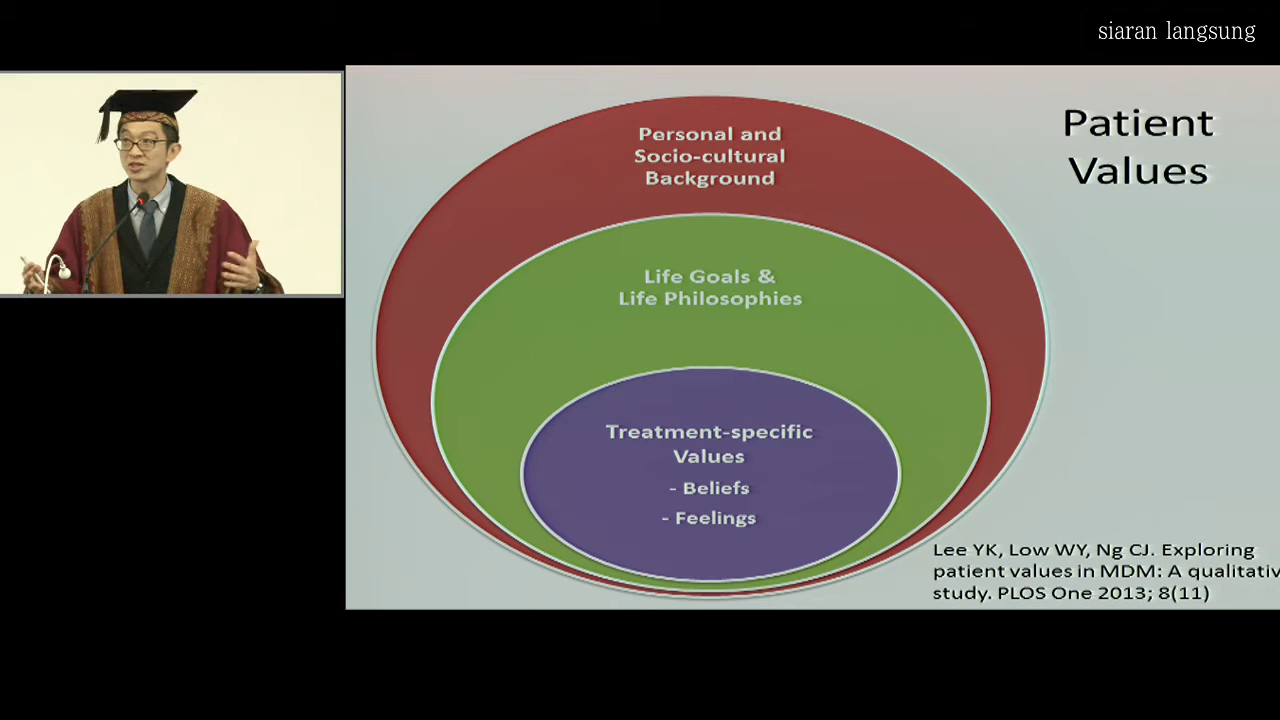 siaran langsung
Patient
Values
Personal and
Socio-cultural
Background
Life Goals &
Life Philosophies
Treatment-specific
Values
- Beliefs
- Feelings
Lee YK, Low WY, Ng CJ. Exploring
patient values in MDM: A qualitativ
study. PLOS One 2013; 8(11)